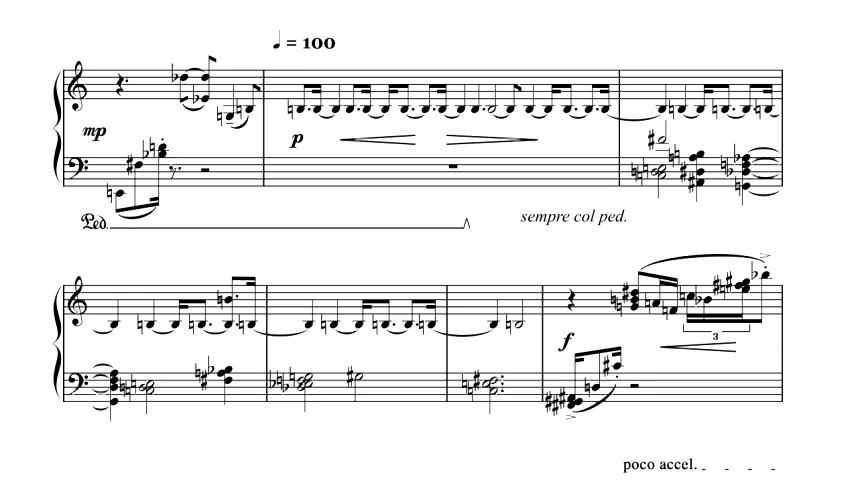 ♩ = 100
mp
p
Ped.
sempre col ped.
f
3
poco accel. - - - -